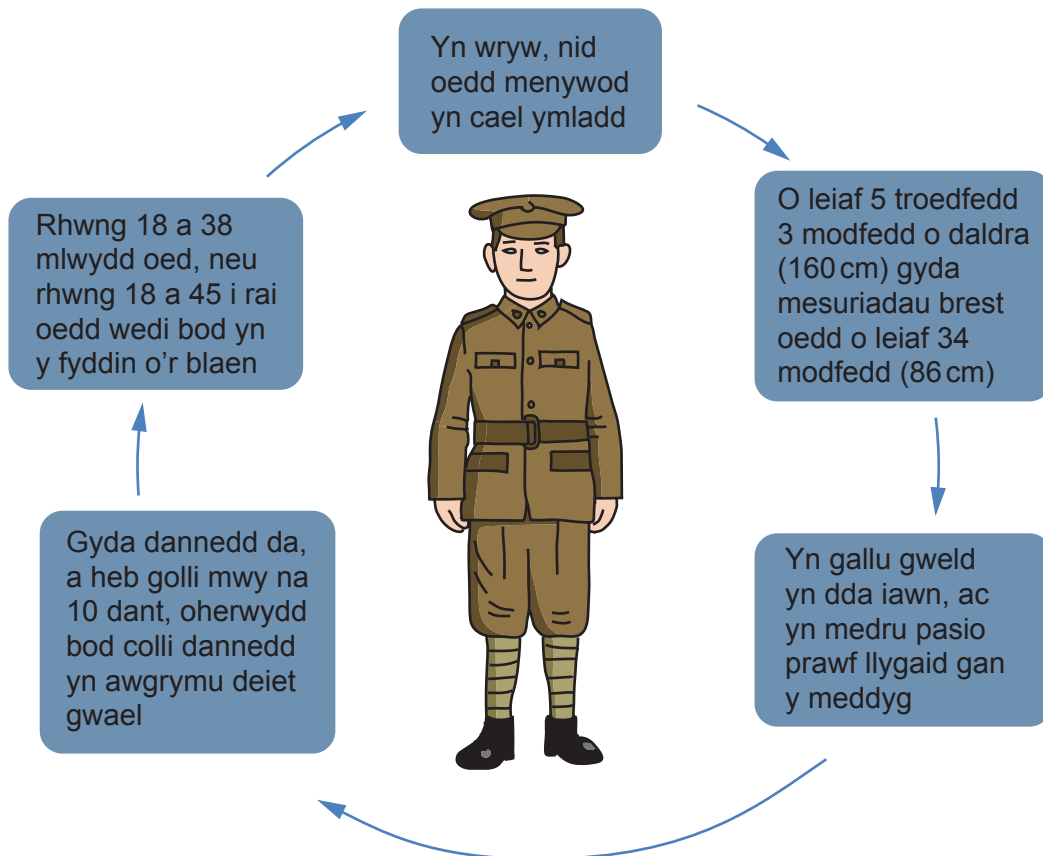 Yn wryw, nid
oedd menywod
yn cael ymladd
O leiaf 5 troedfedd
3 modfedd o daldra
(160 cm) gyda
mesuriadau brest
oedd o leiaf 34
modfedd (86 cm)
Yn gallu gweld
yn dda iawn, ac
yn medru pasio
prawf llygaid gan
y meddyg
Gyda dannedd da,
a heb golli mwy na
10 dant, oherwydd
bod colli dannedd
yn awgrymu deiet
gwael
Rhwng 18 a 38
mlwydd oed, neu
rhwng 18 a 45 i rai
oedd wedi bod yn
y fyddin o'r blaen